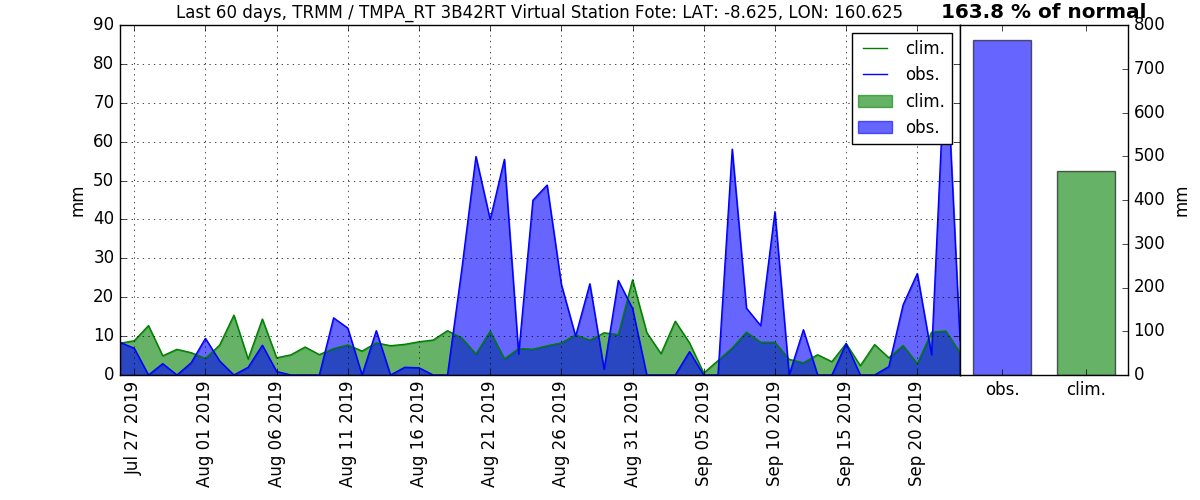 Last 60 days, TRMM / TMPA_RT 3B42RT Virtual Station Fote: LAT: -8.625, LON: 160.625
163.8 % of normal
90
80
70
60
50
40
30
20
10
0
mm
clim.
obs.
clim.
obs.
800
700
600
500
400
300
200
100
0
mm
Jul 27 2019
Aug 01 2019
Aug 06 2019
Aug 11 2019
Aug 16 2019
Aug 21 2019
Aug 26 2019
Aug 31 2019
Sep 05 2019
Sep 10 2019
Sep 15 2019
Sep 20 2019
obs.
clim.